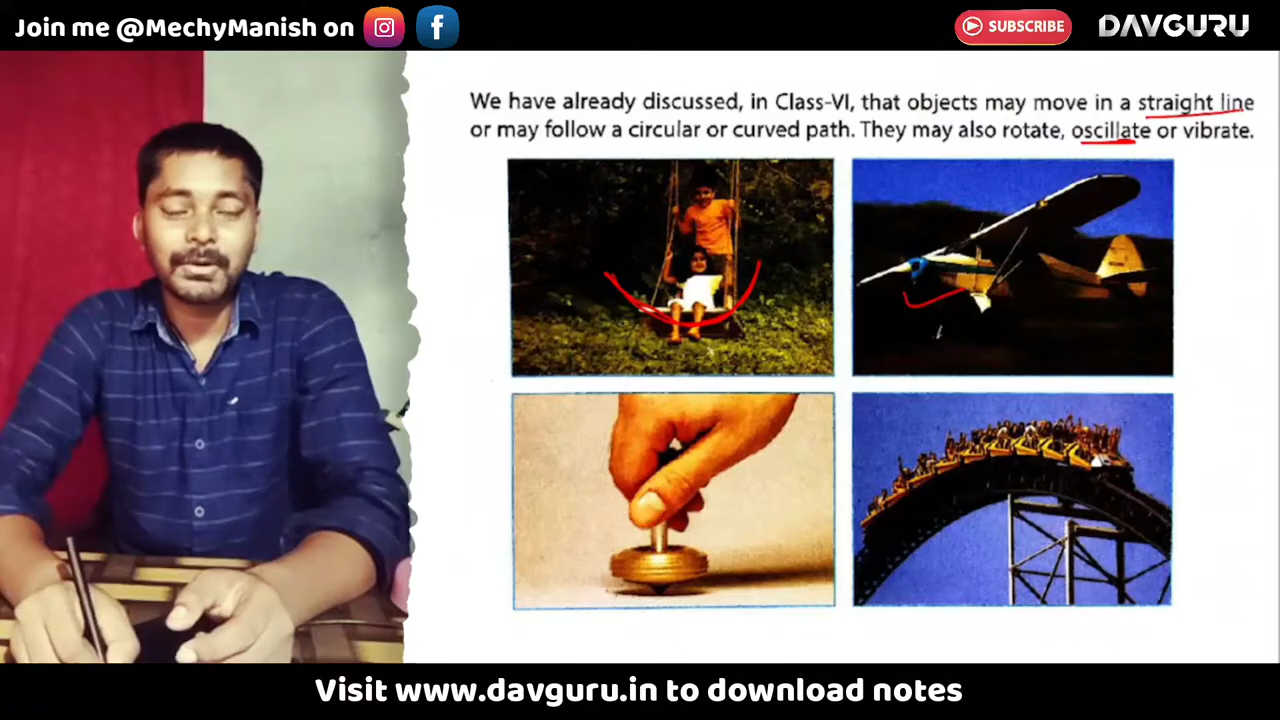 Join me @MechyManish on
SUBSCRIBE
DAVGURU
We have already discussed, in Class-VI, that objects may move in a straight line
or may follow a circular or curved path. They may also rotate, oscillate or vibrate.
Visit www.davguru.in to download notes